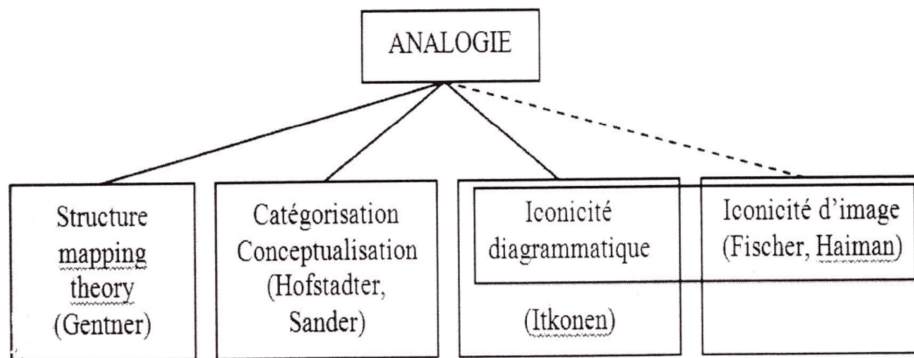 ANALOGIE
Structure
mapping
theory
(Gentner)
Catégorisation
Conceptualisation
(Hofstadter,
Sander)
Iconicité
diagrammatique
(Itkonen)
Iconicité d’image
(Fischer, Haiman)